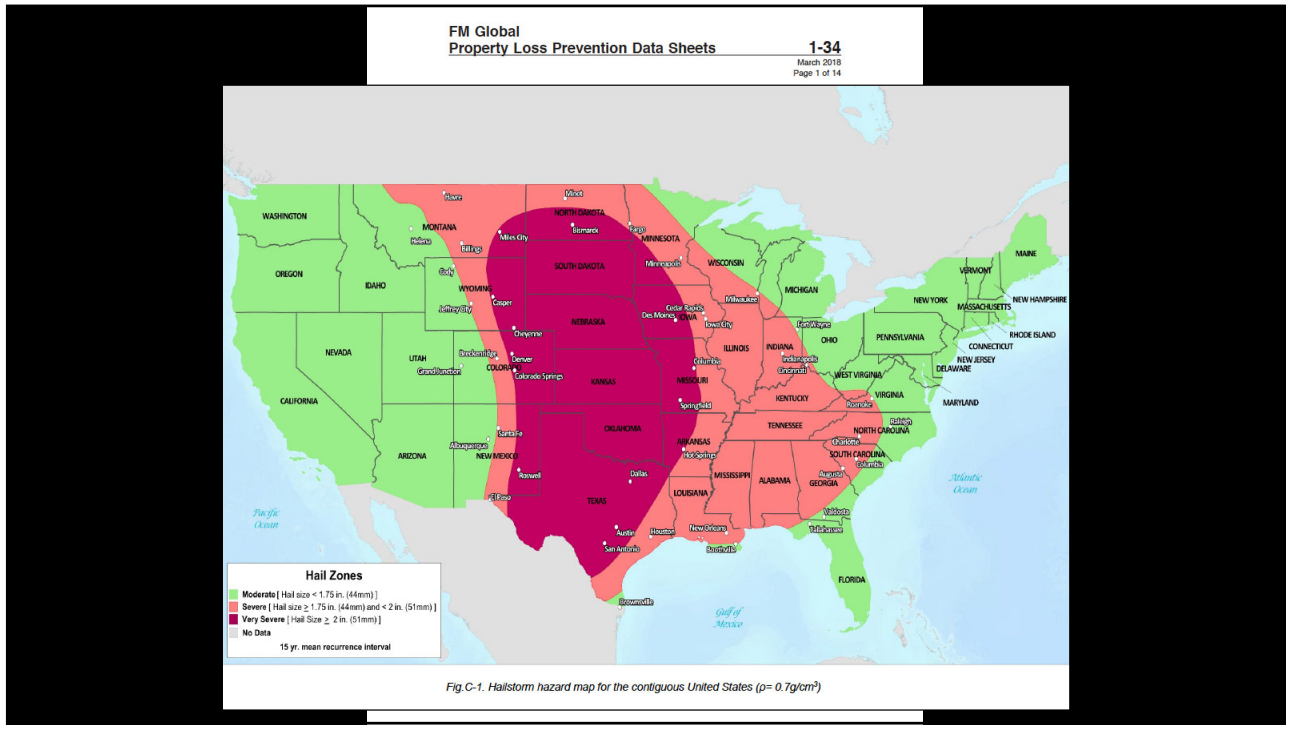 FM Global
Property Loss Prevention Data Sheets 1-34
March 2018
Page 1 of 14
Havre
Minot
WASHINGTON
MONTANA
NORTH DAKOTA
Helena
Billings
Miles City
Bismarck
Fargo
MINNESOTA
MAINE
OREGON
IDAHO
Cody
WYOMING
SOUTH DAKOTA
Minneapolis
WISCONSIN
VERMONT
Jeffrey City
Casper
Cedar Rapids
Milwaukee
MICHIGAN
NEW YORK
NEW HAMPSHIRE
MASSACHUSETTS
NEBRASKA
Des Moines
IOWA
Iowa City
Fort Wayne
Cheyenne
RHODE ISLAND
CONNECTICUT
NEVADA
UTAH
Breckenridge
Denver
ILLINOIS
INDIANA
OHIO
PENNSYLVANIA
NEW JERSEY
DELAWARE
Grand Junction
COLORADO
Colorado Springs
KANSAS
Columbia
MISSOURI
Indianapolis
Cincinnati
WEST VIRGINIA
CALIFORNIA
Springfield
KENTUCKY
Roanoke
VIRGINIA
MARYLAND
Santa Fe
OKLAHOMA
TENNESSEE
Raleigh
NORTH CAROLINA
Albuquerque
ARIZONA
NEW MEXICO
ARKANSAS
Hot Springs
Charlotte
SOUTH CAROLINA
Columbia
Roswell
Dallas
MISSISSIPPI
ALABAMA
Augusta
GEORGIA
Atlantic
Ocean
El Paso
TEXAS
LOUISIANA
Pacific
Ocean
Austin
Houston
New Orleans
Valdosta
Tallahassee
San Antonio
Boothville
FLORIDA
Brownsville
Gulf of
Mexico
Hail Zones
Moderate [ Hail size < 1.75 in. (44mm) ]
Severe [ Hail size ≥ 1.75 in. (44mm) and < 2 in. (51mm) ]
Very Severe [ Hail Size ≥ 2 in. (51mm) ]
No Data
15 yr. mean recurrence interval
Fig.C-1. Hailstorm hazard map for the contiguous United States (ρ= 0.7g/cm³)